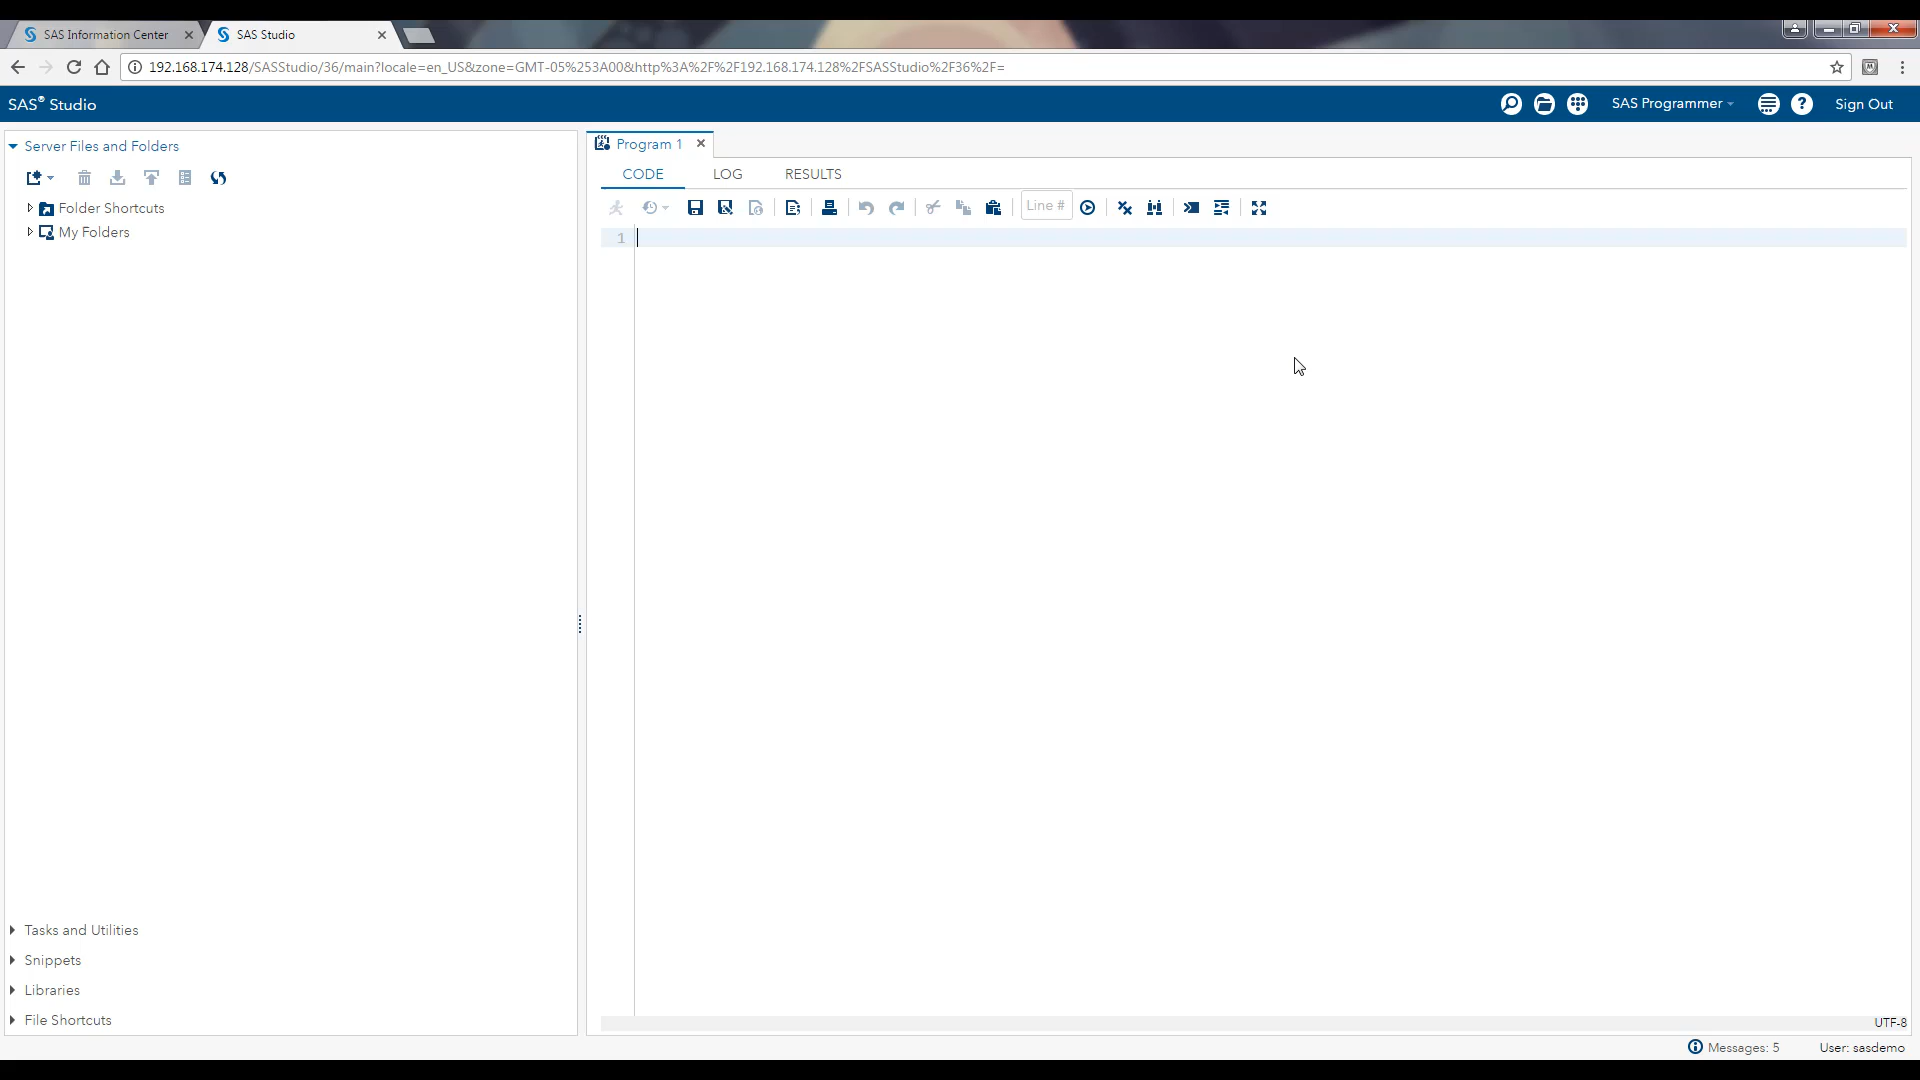 SAS Information Center
SAS Studio
192.168.174.128/SASStudio/36/main?locale=en_US&zone=GMT-05%253A00&http%3A%2F%2F192.168.174.128%2FSASStudio%2F36%2F=
SAS® Studio
SAS Programmer
Sign Out
Server Files and Folders
Folder Shortcuts
My Folders
Tasks and Utilities
Snippets
Libraries
File Shortcuts
Program 1
CODE LOG RESULTS
Line #
1
UTF-8
Messages: 5
User: sasdemo